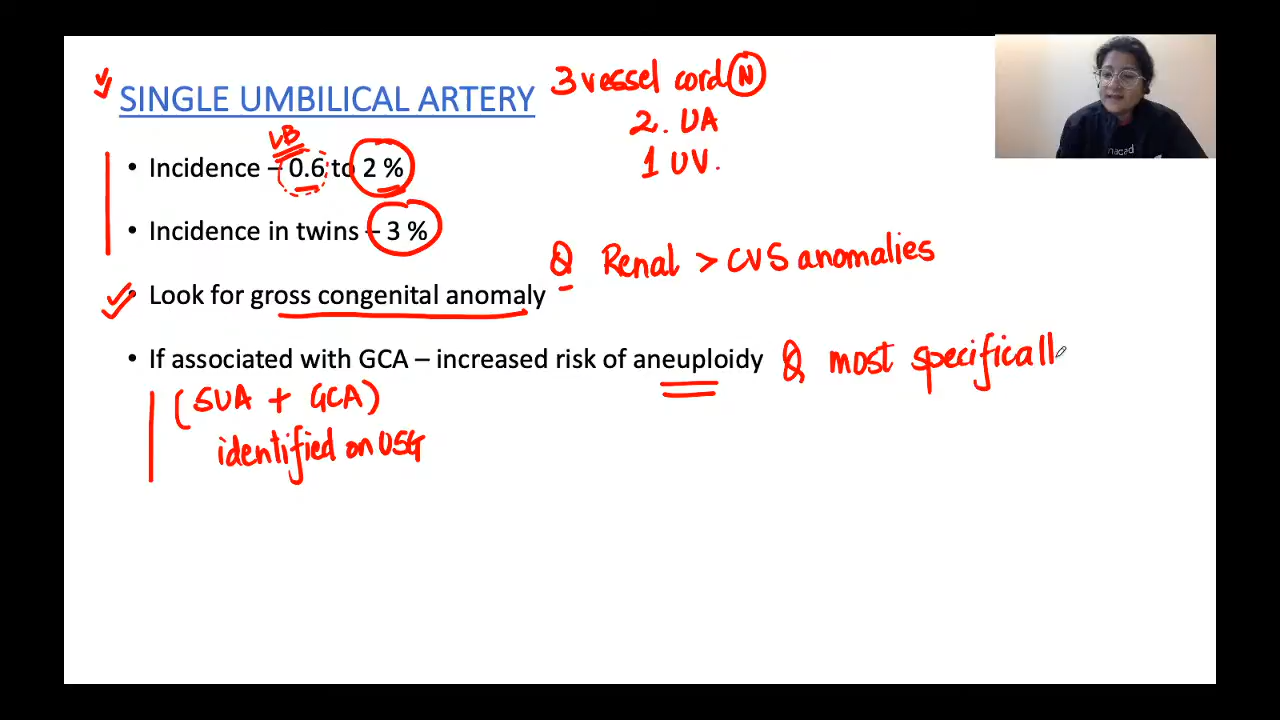 SINGLE UMBILICAL ARTERY
3 vessel cord N
2. UA
1 UV.
LB
• Incidence – 0.6 to 2 %
• Incidence in twins – 3 %
Q Renal > CVS anomalies
• Look for gross congenital anomaly
• If associated with GCA – increased risk of aneuploidy
Q most specificall
(SUA + GCA)
identified on USG